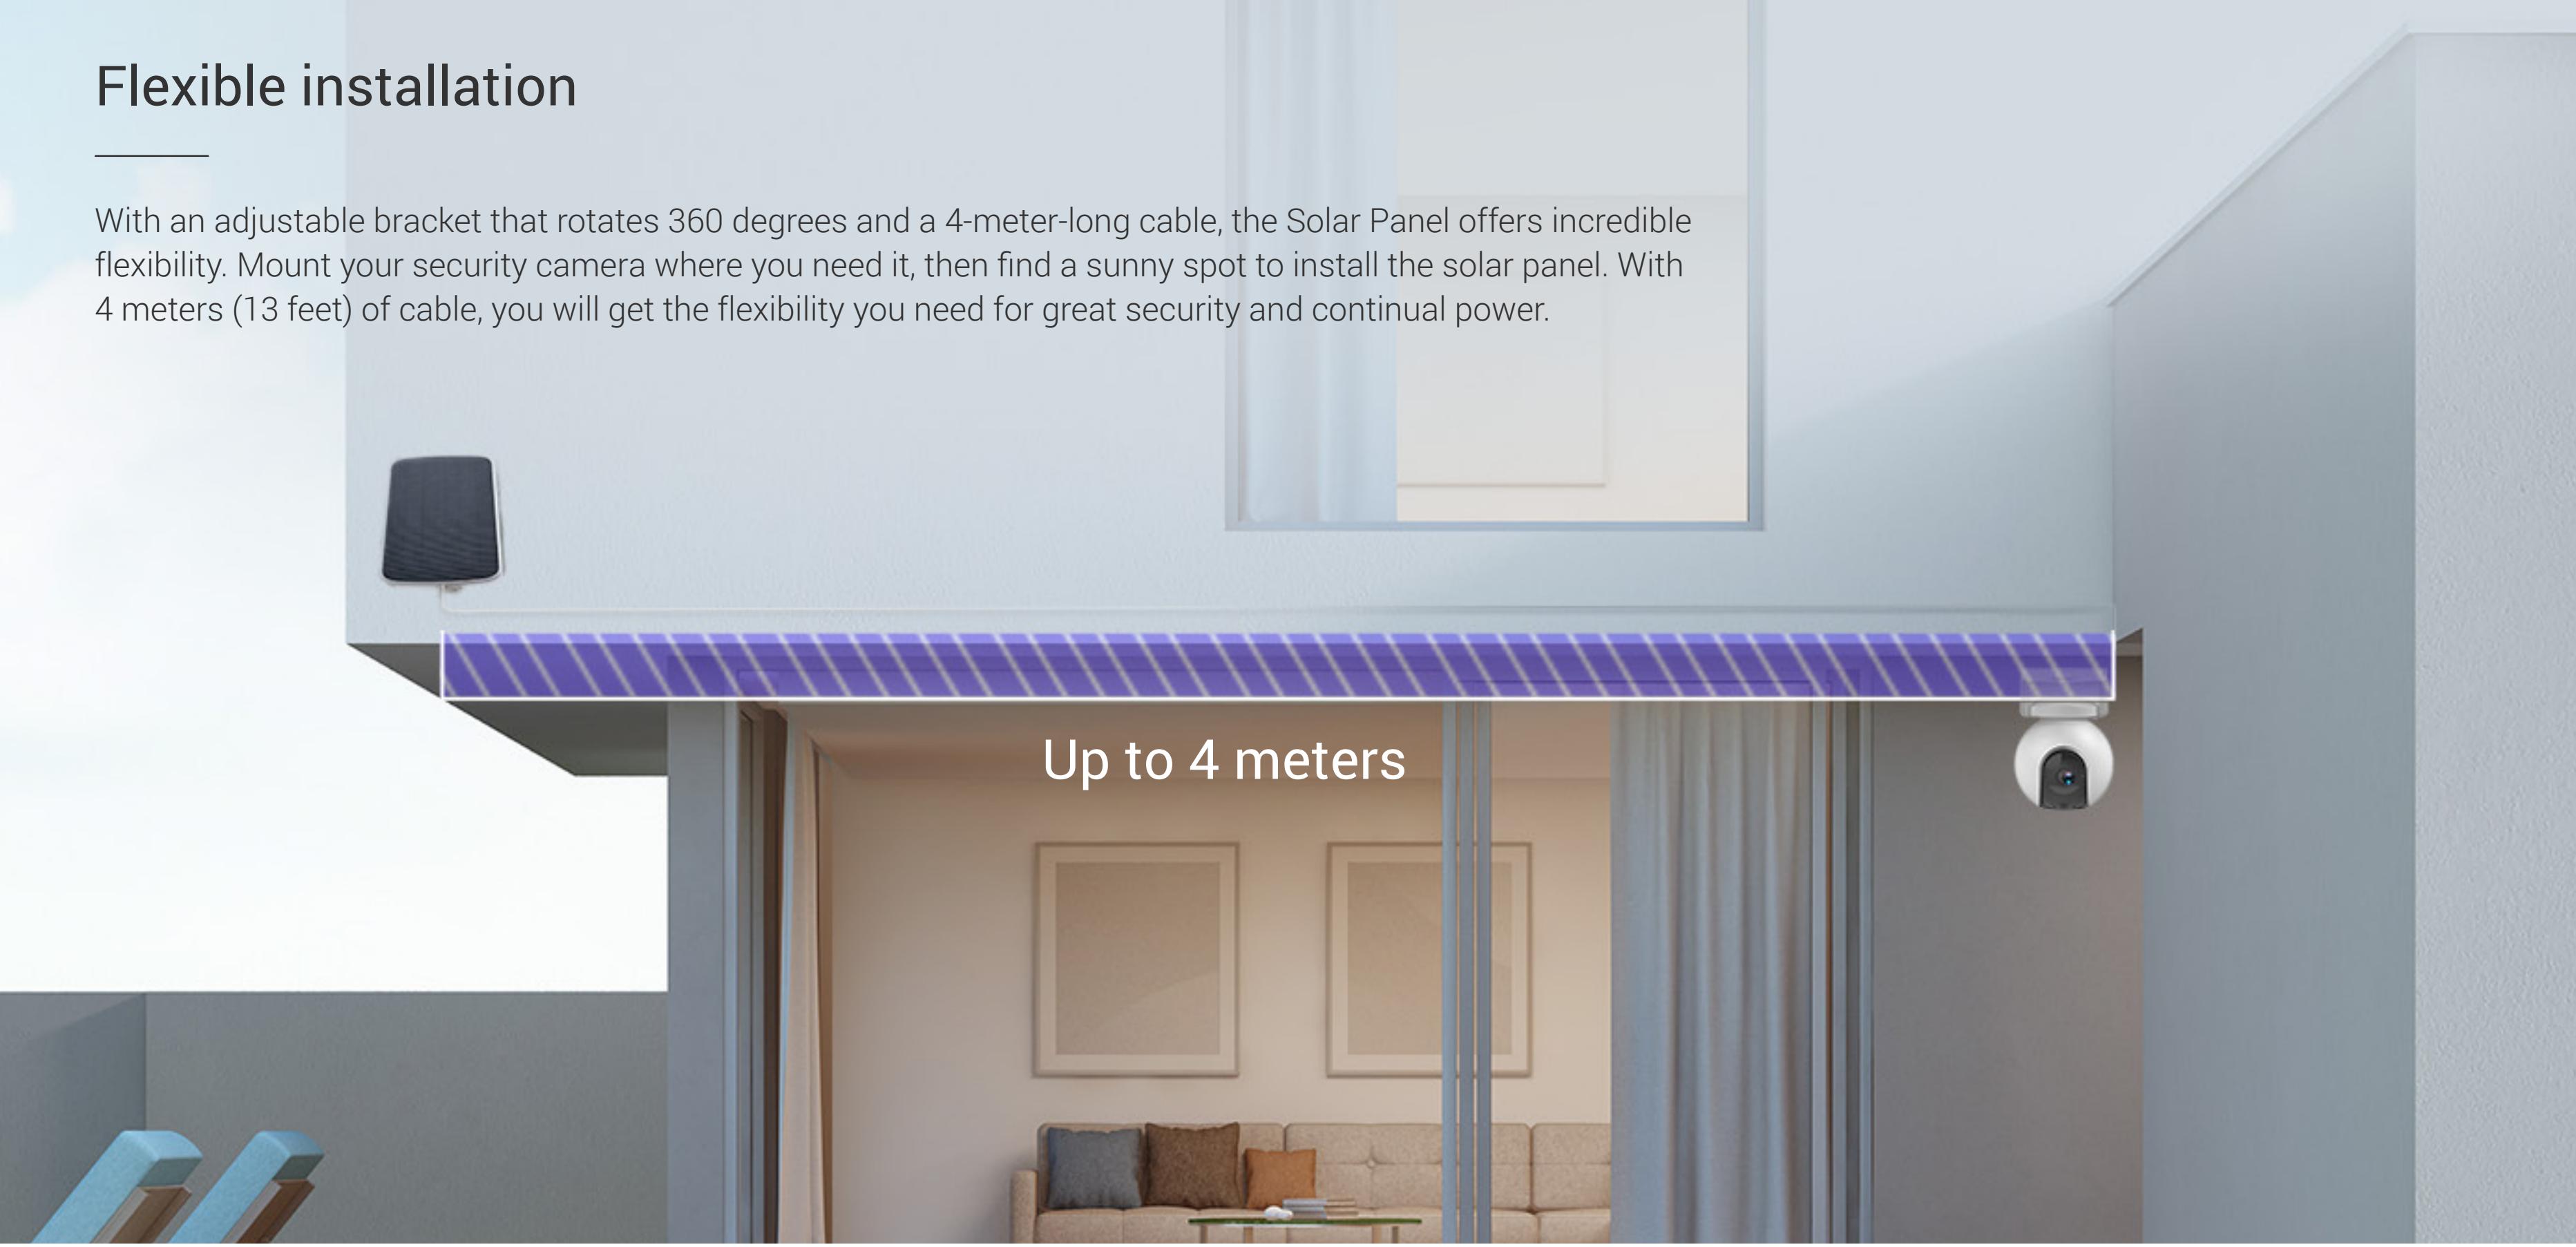 Flexible installation
With an adjustable bracket that rotates 360 degrees and a 4-meter-long cable, the Solar Panel offers incredible
flexibility. Mount your security camera where you need it, then find a sunny spot to install the solar panel. With
4 meters (13 feet) of cable, you will get the flexibility you need for great security and continual power.
Up to 4 meters